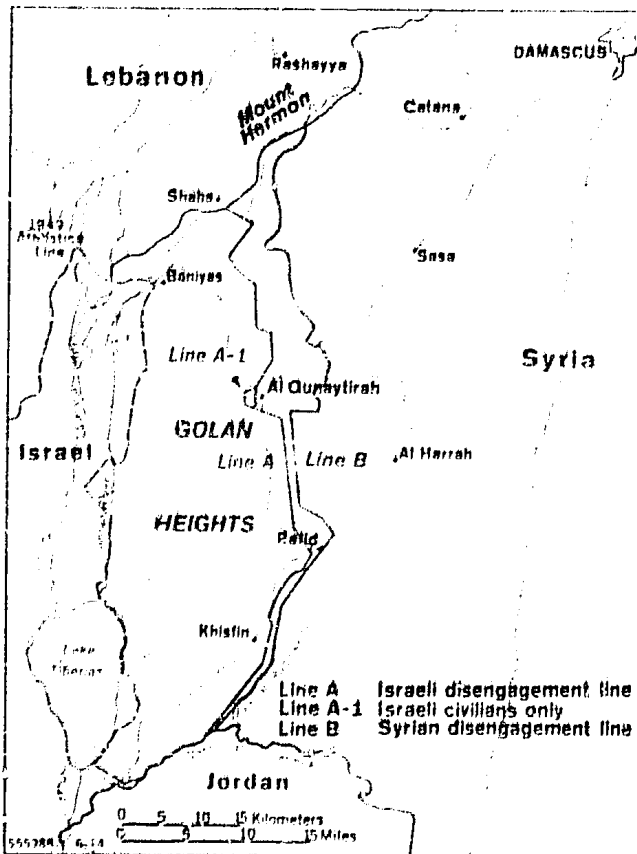 Lebanon
Rashayya
DAMASCUS
Mount
Hermon
Catana
Shaba
1949
Armistice
Line
Baniyas
Sasa
Line A-1
Syria
Al Qunaytirah
GOLAN
Israel
Line A
Line B
Al Harrah
HEIGHTS
Rafid
Khisfin
Lake
Tiberias
Line A Israeli disengagement line
Line A-1 Israeli civilians only
Line B Syrian disengagement line
Jordan
0 5 10 15 Kilometers
0 5 10 15 Miles